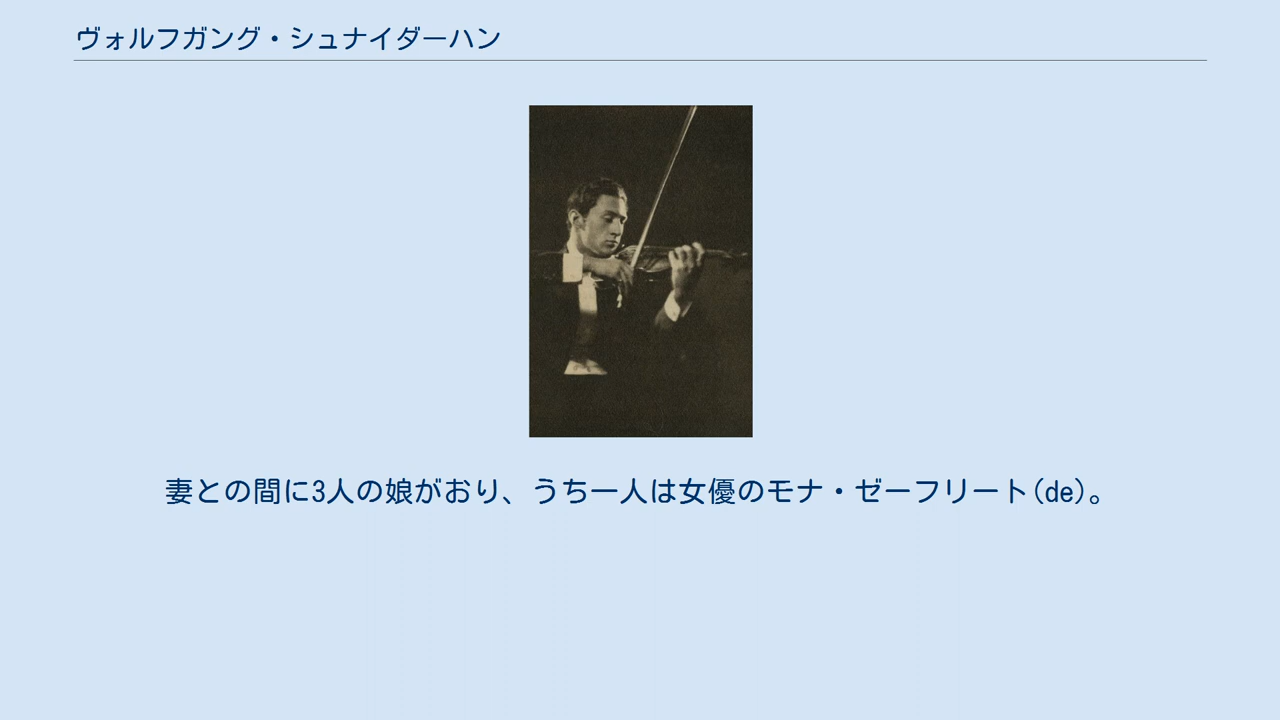 ヴォルフガング・シュナイダーハン
妻との間に3人の娘がおり、うち一人は女優のモナ・ゼーフリート(de)。